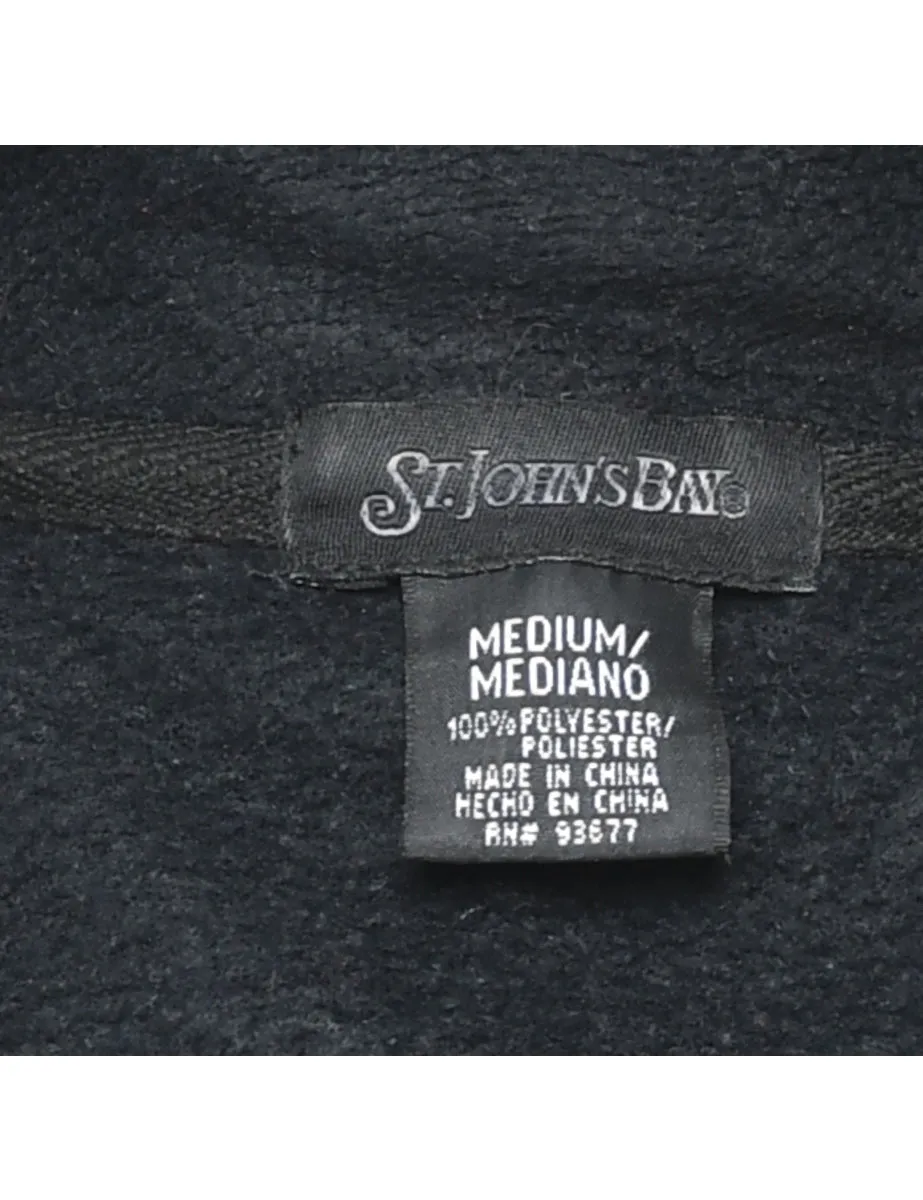 ST. JOHN'S BAY®
MEDIUM/
MEDIANO
100% POLYESTER/
POLIESTER
MADE IN CHINA
HECHO EN CHINA
RN# 93677